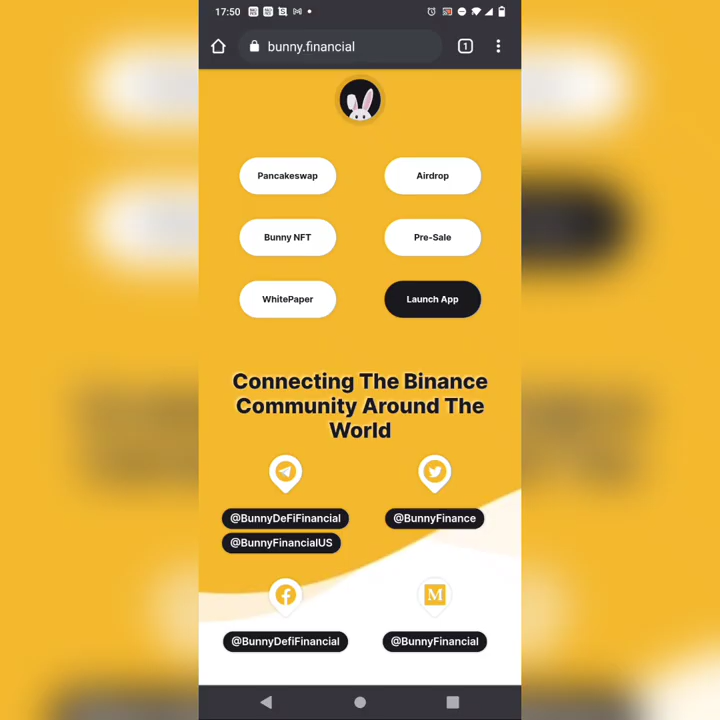 17:50
bunny.financial
1
Pancakeswap
Airdrop
Bunny NFT
Pre-Sale
WhitePaper
Launch App
Connecting The Binance
Community Around The
World
@BunnyDeFiFinancial
@BunnyFinancialUS
@BunnyFinance
@BunnyDefiFinancial
M
@BunnyFinancial